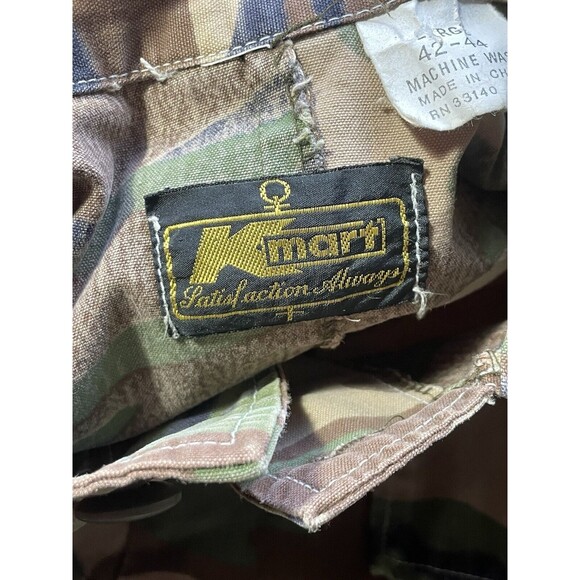 Kmart
Satisfaction Always
42-44
MACHINE WAS
MADE IN CH
RN 33140